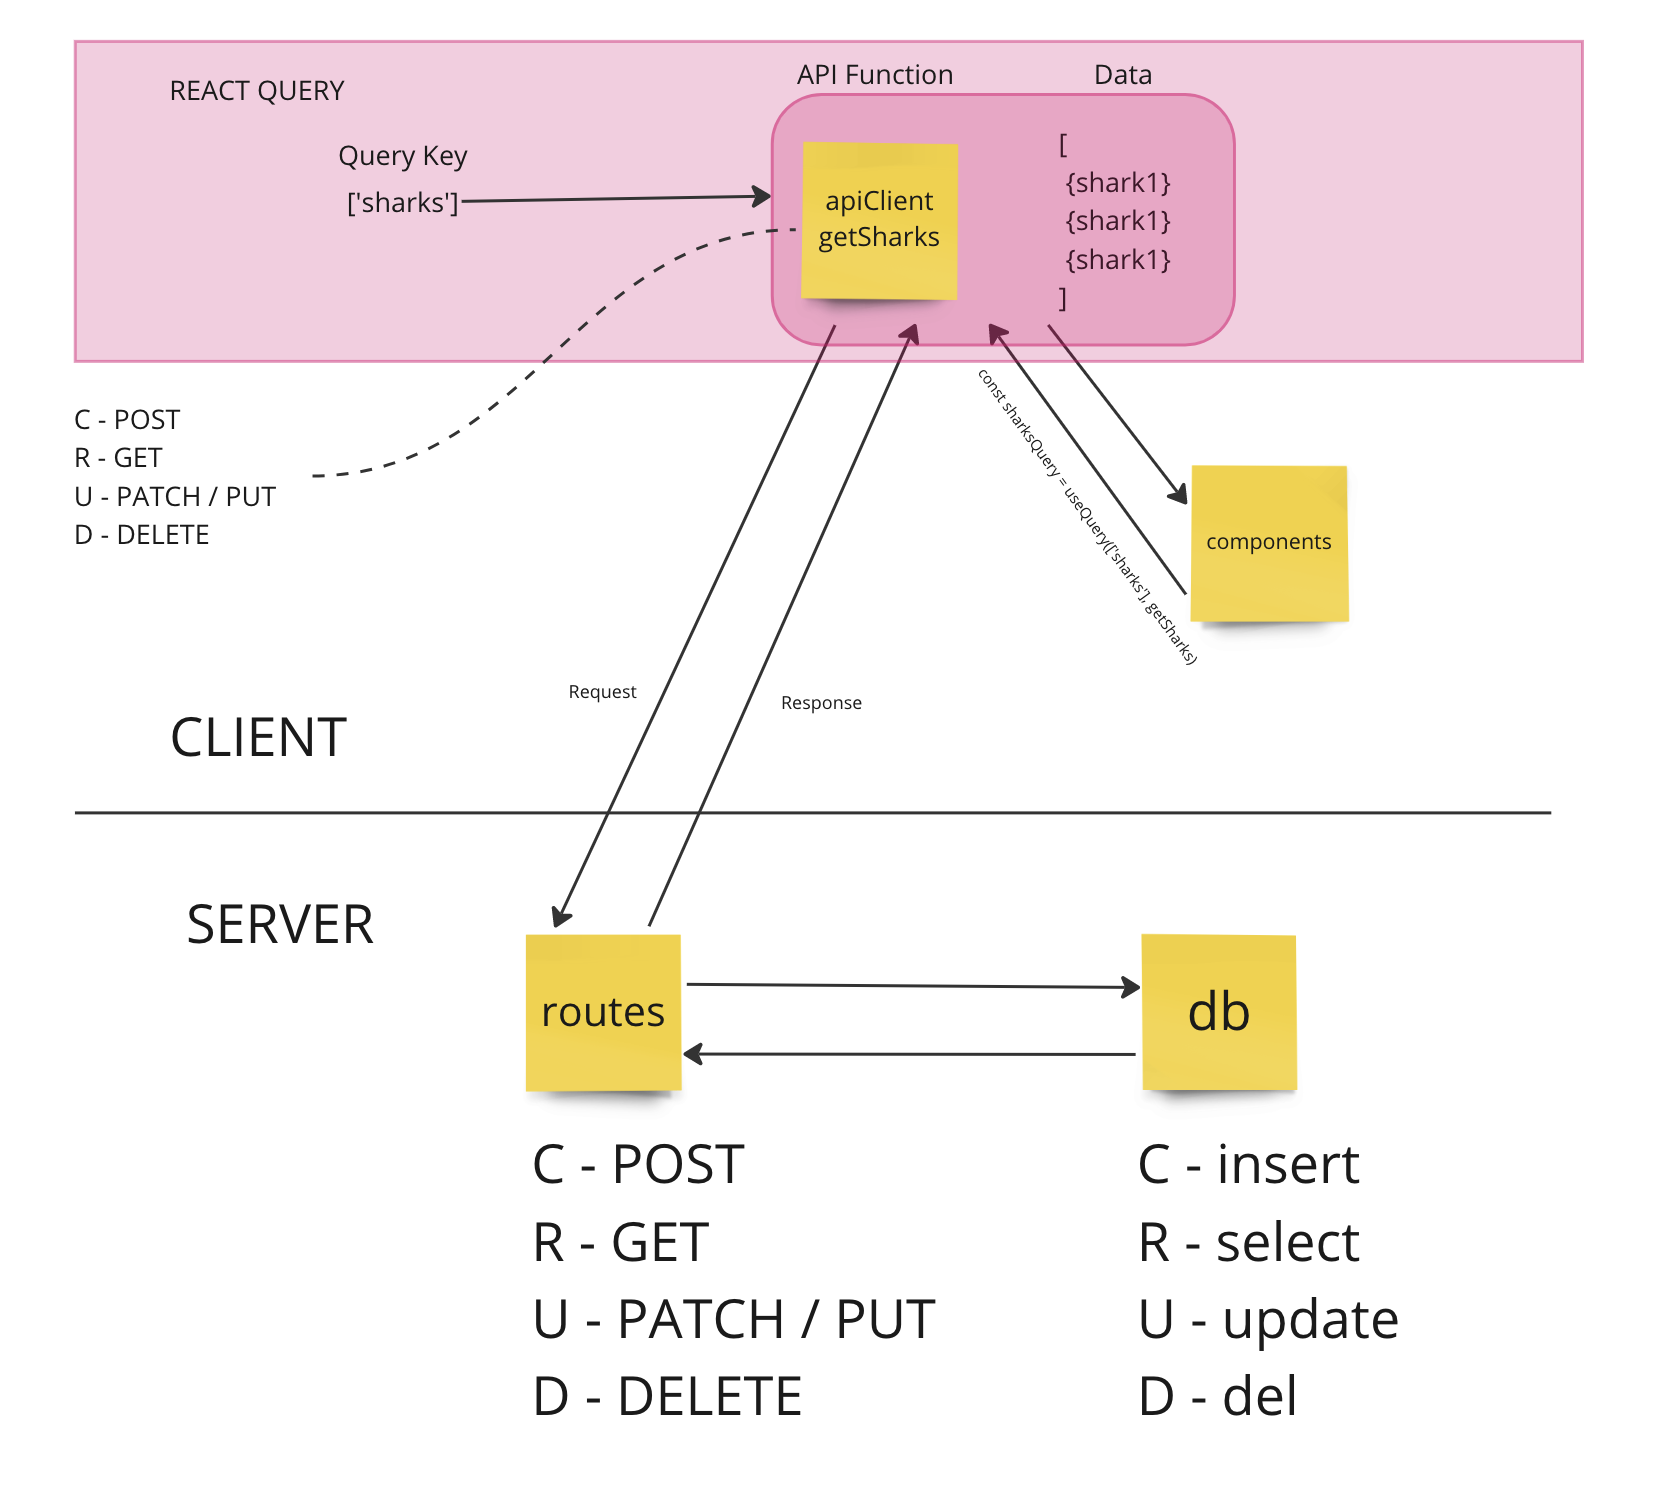 REACT QUERY
API Function
Data
Query Key
['sharks']
apiClient
getSharks
[
{shark1}
{shark1}
{shark1}
]
C - POST
R - GET
U - PATCH / PUT
D - DELETE
const sharksQuery = useQuery(['sharks'], getSharks)
components
Request
Response
CLIENT
SERVER
routes
db
C - POST
R - GET
U - PATCH / PUT
D - DELETE
C - insert
R - select
U - update
D - del